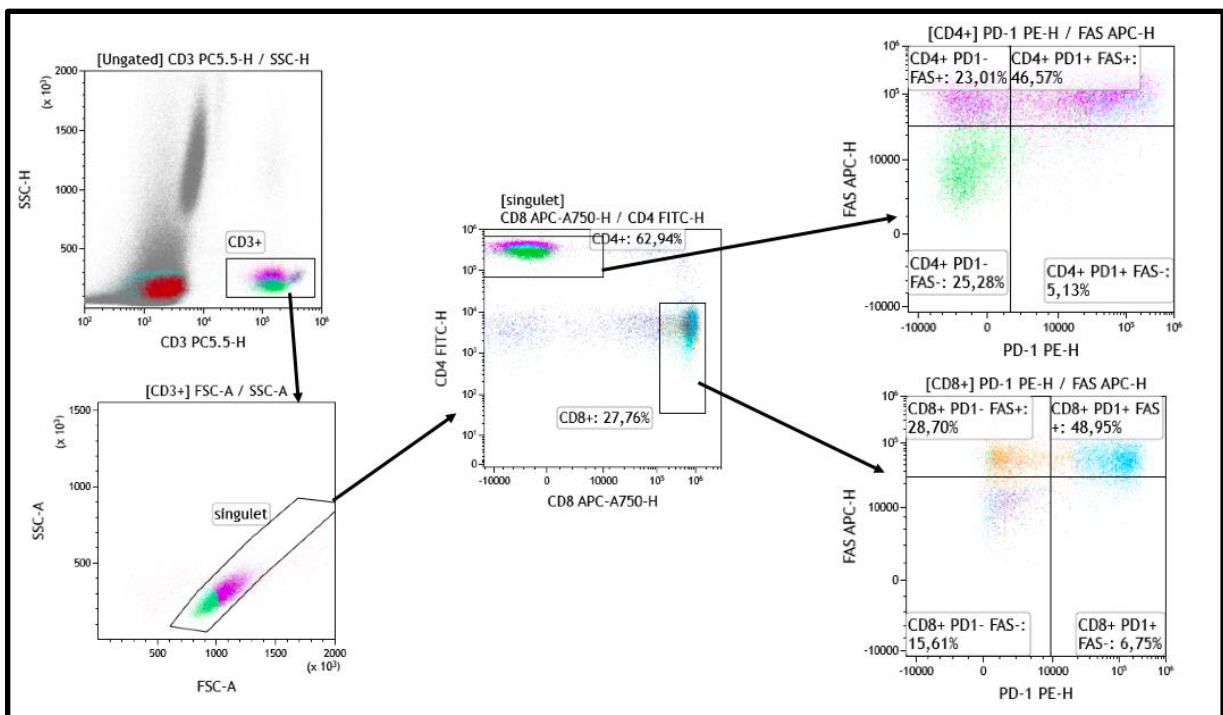 [Ungated] CD3 PC5.5-H / SSC-H
(x 10³)
2000
1500
1000
500
SSC-H
CD3+
10² 10³ 10⁴ 10⁵ 10⁶
CD3 PC5.5-H
[CD3+] FSC-A / SSC-A
(x 10³)
1500
1000
500
SSC-A
singulet
500 1000 1500 2000
(x 10³)
FSC-A
[singulet]
CD8 APC-A750-H / CD4 FITC-H
CD4+: 62,94%
10⁶
10⁵
10⁴
10³
10²
10¹
0
CD4 FITC-H
CD8+: 27,76%
-10000 0 10000 10⁵ 10⁶
CD8 APC-A750-H
[CD4+] PD-1 PE-H / FAS APC-H
10⁶
10⁵
10000
0
-10000
FAS APC-H
CD4+ PD1-
FAS+: 23,01%
CD4+ PD1+ FAS+:
46,57%
CD4+ PD1-
FAS-: 25,28%
CD4+ PD1+ FAS-:
5,13%
-10000 0 10000 10⁵ 10⁶
PD-1 PE-H
[CD8+] PD-1 PE-H / FAS APC-H
10⁶
10⁵
10000
0
-10000
FAS APC-H
CD8+ PD1- FAS+:
28,70%
CD8+ PD1+ FAS
+: 48,95%
CD8+ PD1- FAS-:
15,61%
CD8+ PD1+
FAS-: 6,75%
-10000 0 10000 10⁵ 10⁶
PD-1 PE-H